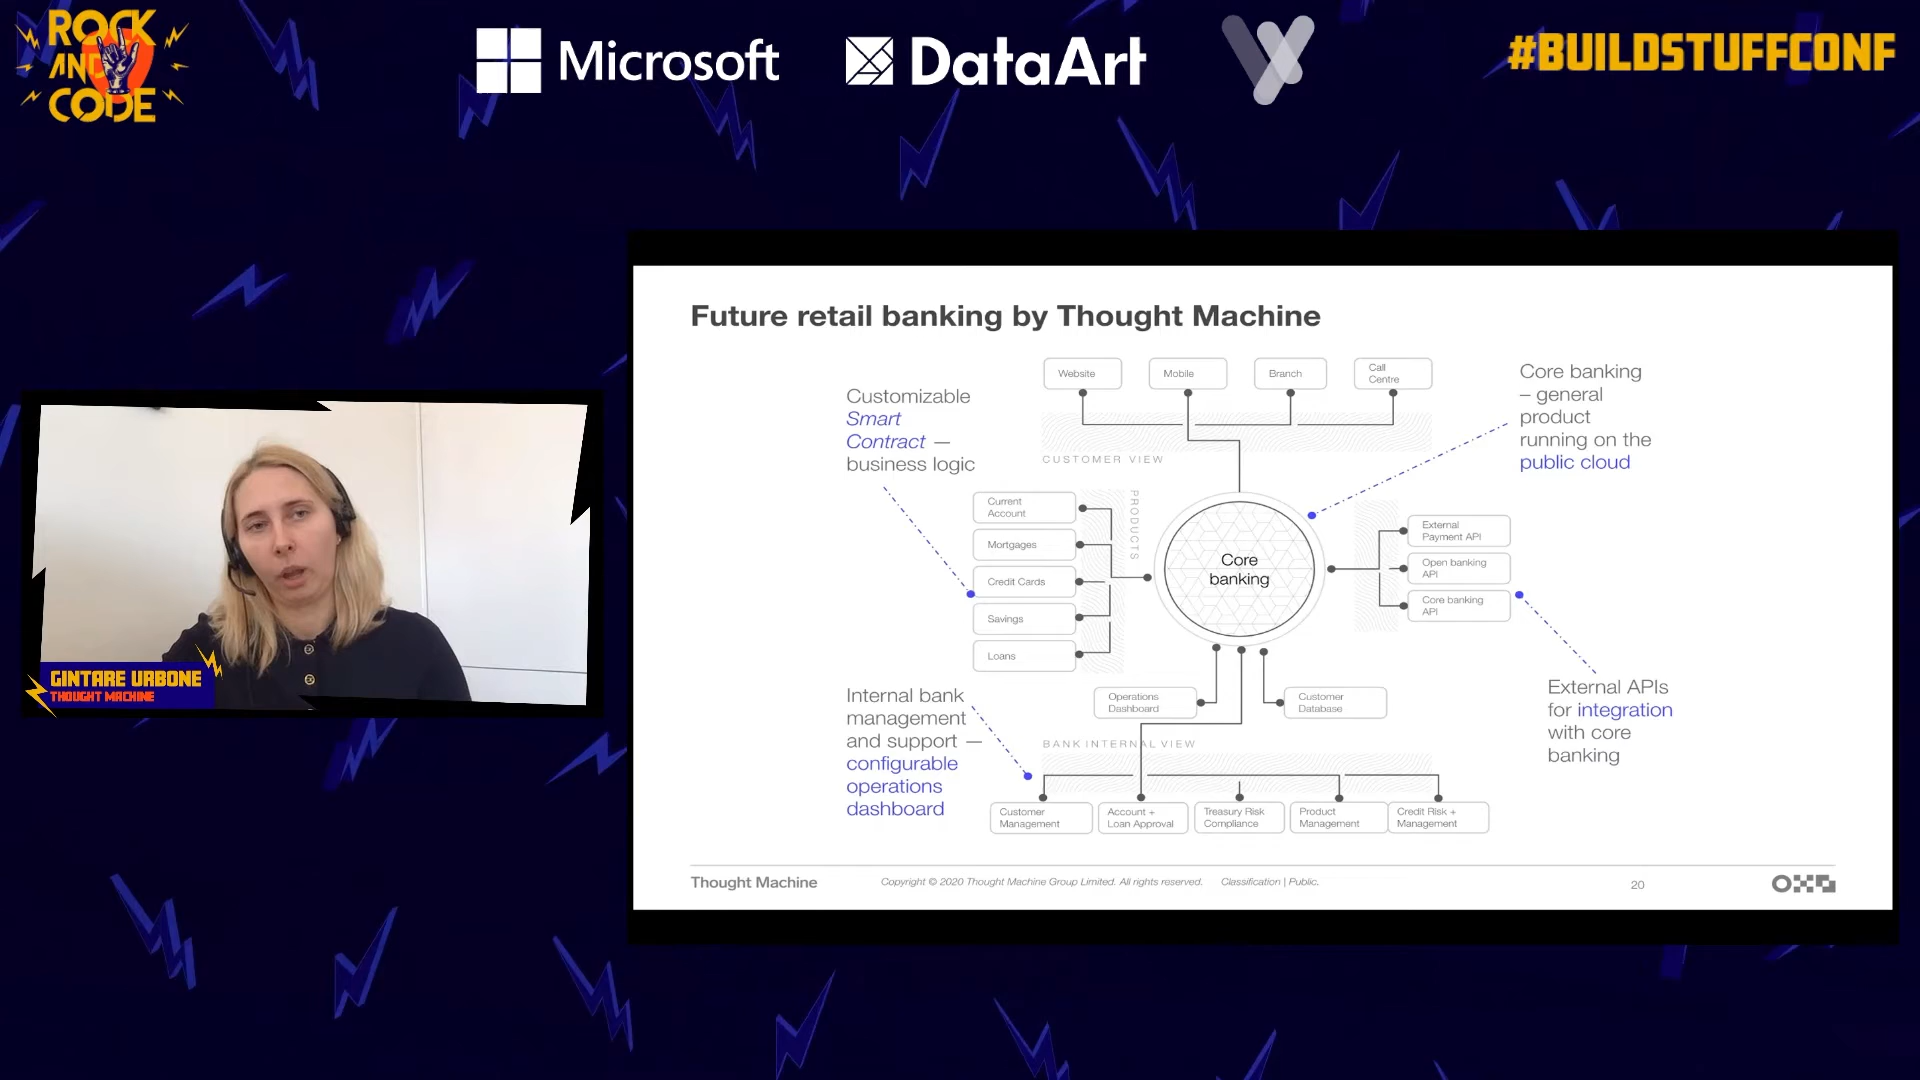 ROCK
AND
CODE
Microsoft
DataArt
#BUILDSTUFFCONF
GINTARE URBONE
THOUGHT MACHINE
Future retail banking by Thought Machine
Website
Mobile
Branch
Call
Centre
CUSTOMER VIEW
Customizable
Smart
Contract —
business logic
Core banking
– general
product
running on the
public cloud
Current
Account
Mortgages
Credit Cards
Savings
Loans
PRODUCTS
Core
banking
External
Payment API
Open banking
API
Core banking
API
External APIs
for integration
with core
banking
Internal bank
management
and support —
configurable
operations
dashboard
Operations
Dashboard
Customer
Database
BANK INTERNAL VIEW
Customer
Management
Account +
Loan Approval
Treasury Risk
Compliance
Product
Management
Credit Risk +
Management
Thought Machine
Copyright © 2020 Thought Machine Group Limited. All rights reserved.
Classification | Public.
20